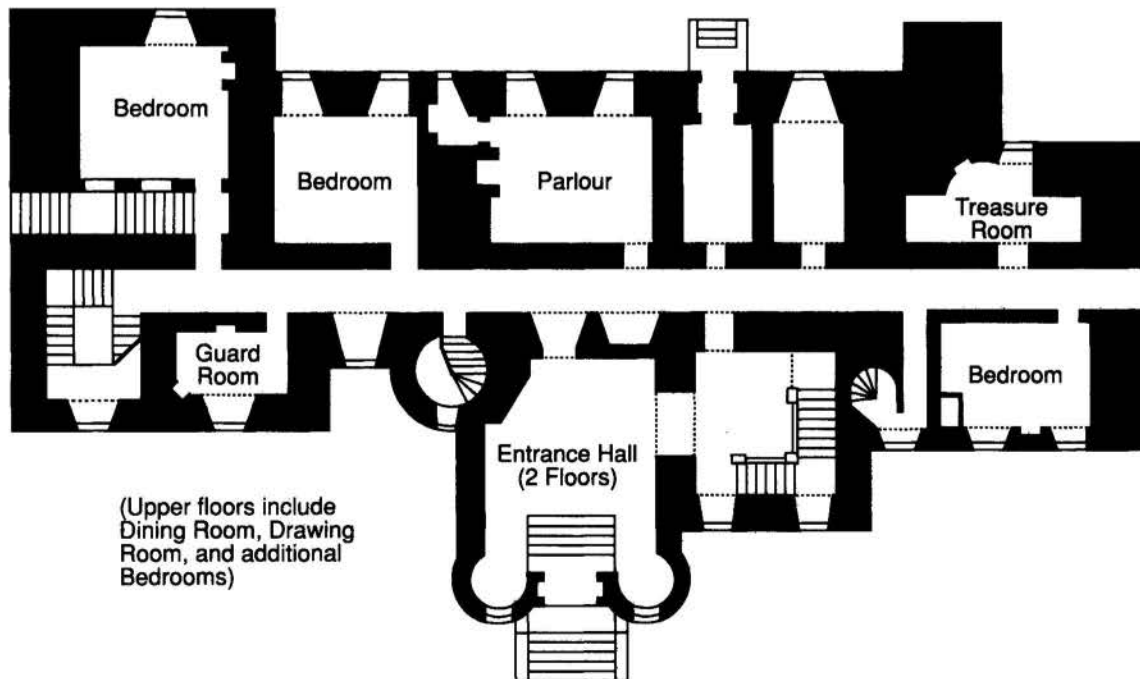 Bedroom
Bedroom
Parlour
Treasure
Room
Guard
Room
Bedroom
Entrance Hall
(2 Floors)
(Upper floors include
Dining Room, Drawing
Room, and additional
Bedrooms)